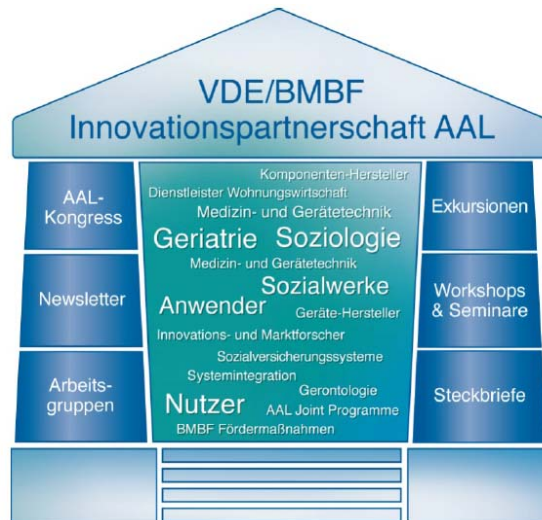 VDE/BMBF
Innovationspartnerschaft AAL
AAL-
Kongress
Newsletter
Arbeits-
gruppen
Komponenten-Hersteller
Dienstleister Wohnungswirtschaft
Medizin- und Gerätetechnik
Geriatrie Soziologie
Medizin- und Gerätetechnik
Sozialwerke
Anwender
Geräte-Hersteller
Innovations- und Marktforscher
Sozialversicherungssysteme
Systemintegration
Gerontologie
Nutzer
AAL Joint Programme
BMBF Fördermaßnahmen
Exkursionen
Workshops
& Seminare
Steckbriefe